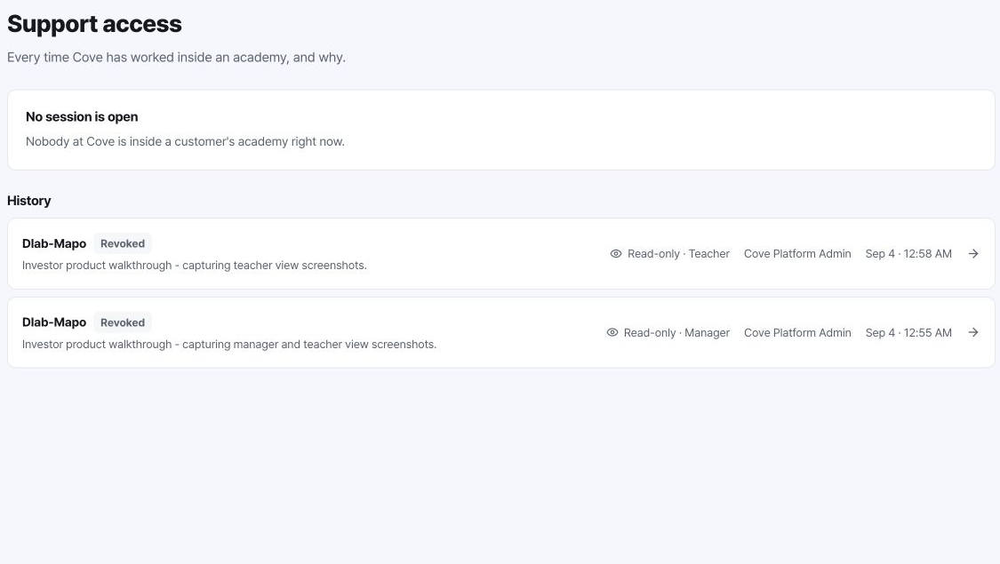 Support access
Every time Cove has worked inside an academy, and why.
No session is open
Nobody at Cove is inside a customer's academy right now.
History
Dlab-Mapo Revoked
Investor product walkthrough - capturing teacher view screenshots.
Read-only · Teacher Cove Platform Admin Sep 4 · 12:58 AM
Dlab-Mapo Revoked
Investor product walkthrough - capturing manager and teacher view screenshots.
Read-only · Manager Cove Platform Admin Sep 4 · 12:55 AM